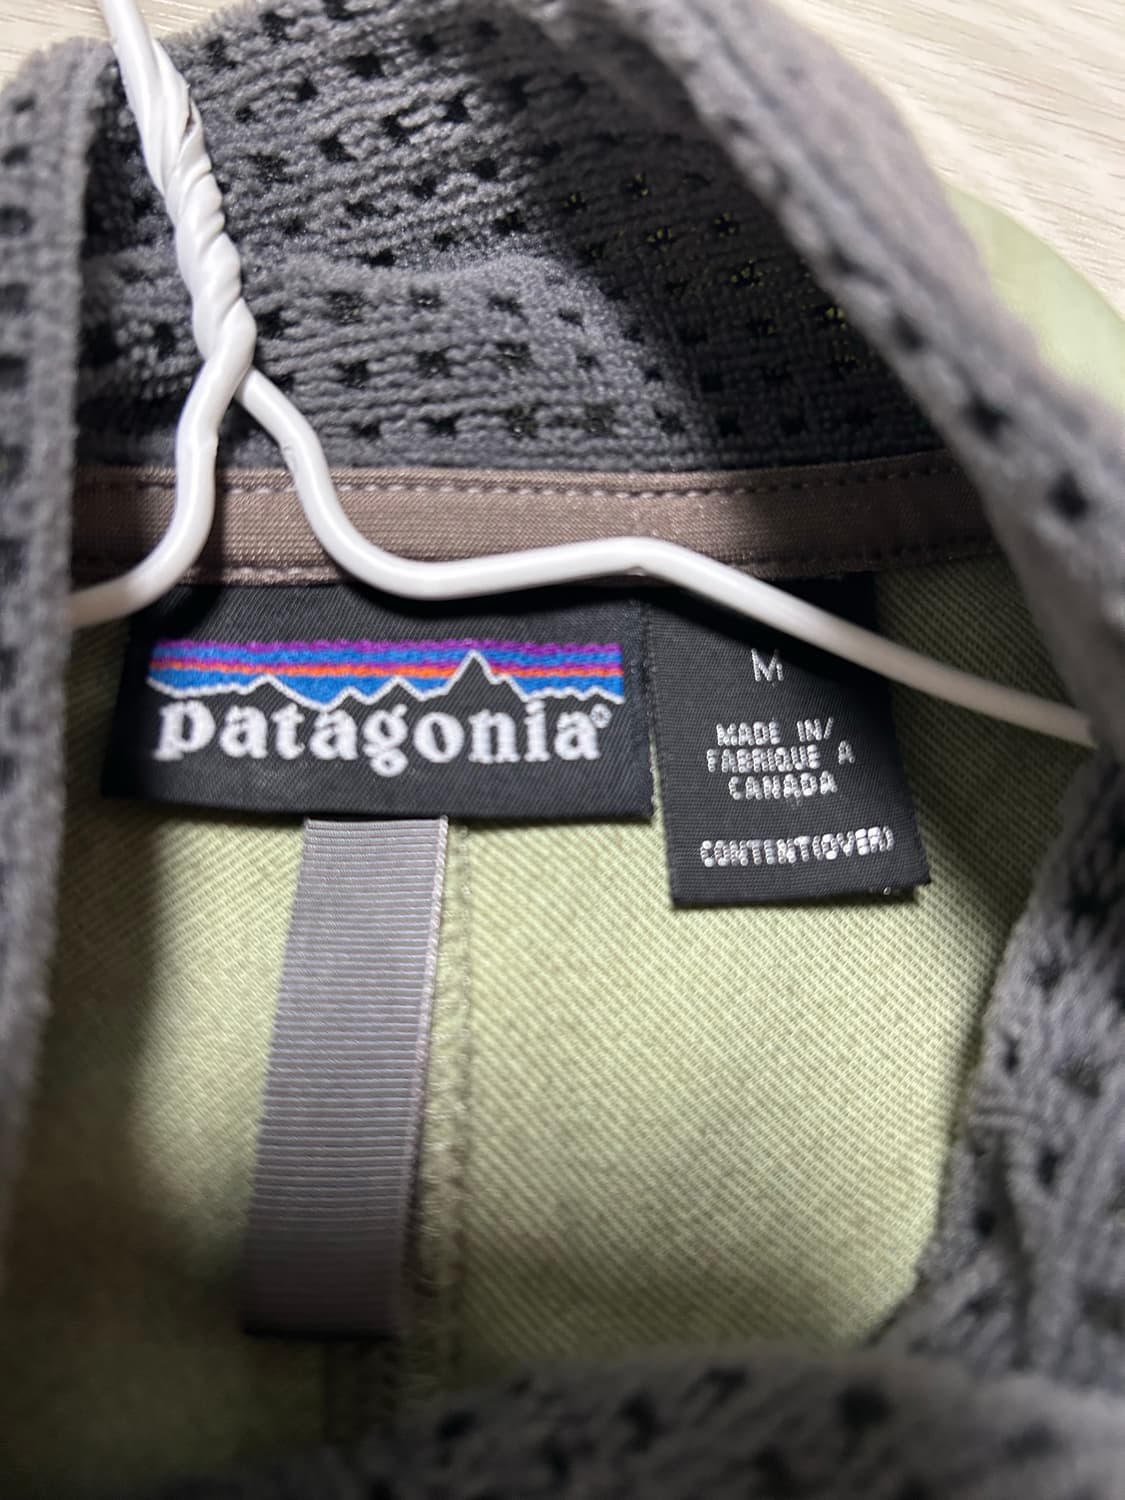 patagonia®
M
MADE IN/
FABRIQUE A
CANADA
CONTENT(OVER)